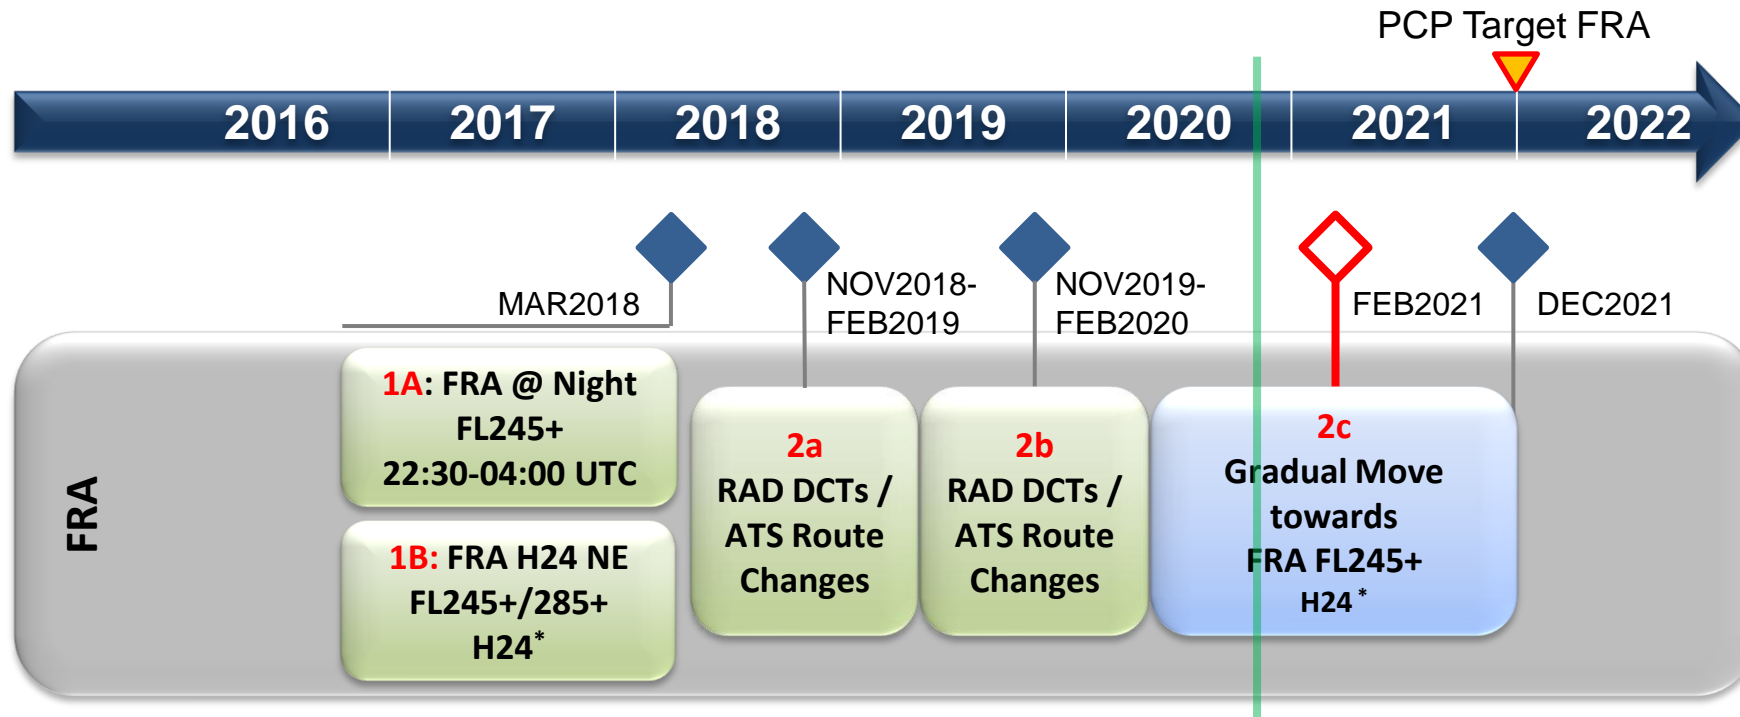 PCP Target FRA
2016 2017 2018 2019 2020 2021 2022
MAR2018
NOV2018-
FEB2019
NOV2019-
FEB2020
FEB2021
DEC2021
FRA
1A: FRA @ Night
FL245+
22:30-04:00 UTC
1B: FRA H24 NE
FL245+/285+
H24*
2a
RAD DCTs /
ATS Route
Changes
2b
RAD DCTs /
ATS Route
Changes
2c
Gradual Move
towards
FRA FL245+
H24 *